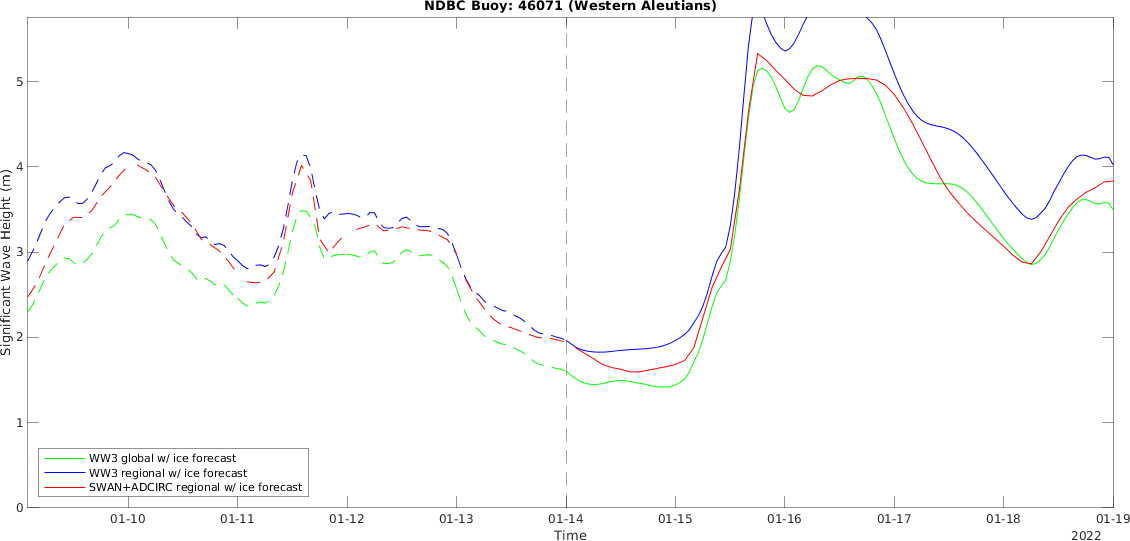 NDBC Buoy: 46071 (Western Aleutians)
Significant Wave Height (m)
5
4
3
2
1
0
WW3 global w/ ice forecast
WW3 regional w/ ice forecast
SWAN+ADCIRC regional w/ ice forecast
01-10 01-11 01-12 01-13 01-14 01-15 01-16 01-17 01-18 01-19
Time
2022